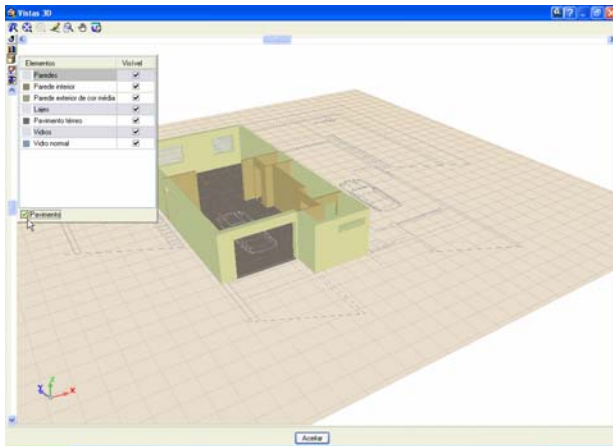 Vistas 3D
Elementos Visível
Paredes
Parede interior
Parede exterior de cor média
Lajes
Pavimento térreo
Vidros
Vidro normal
Pavimento
Y Z X
Aceitar